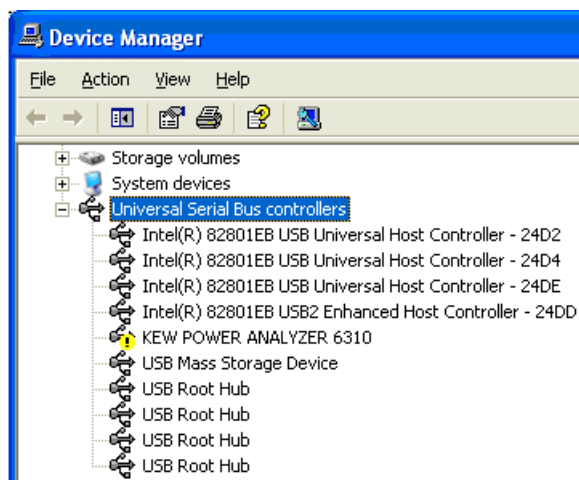 Device Manager
File Action View Help
Storage volumes
System devices
Universal Serial Bus controllers
Intel(R) 82801EB USB Universal Host Controller - 24D2
Intel(R) 82801EB USB Universal Host Controller - 24D4
Intel(R) 82801EB USB Universal Host Controller - 24DE
Intel(R) 82801EB USB2 Enhanced Host Controller - 24DD
KEW POWER ANALYZER 6310
USB Mass Storage Device
USB Root Hub
USB Root Hub
USB Root Hub
USB Root Hub